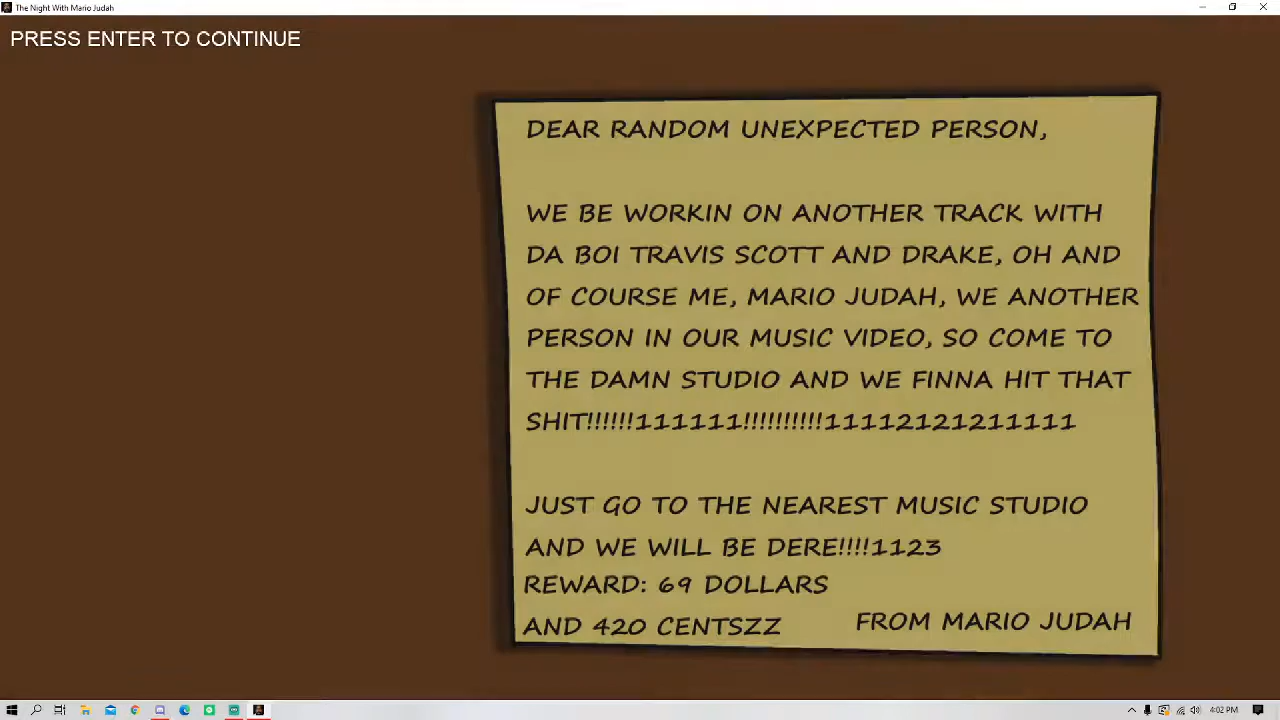 The Night With Mario Judah
PRESS ENTER TO CONTINUE
DEAR RANDOM UNEXPECTED PERSON,
WE BE WORKIN ON ANOTHER TRACK WITH
DA BOI TRAVIS SCOTT AND DRAKE, OH AND
OF COURSE ME, MARIO JUDAH, WE ANOTHER
PERSON IN OUR MUSIC VIDEO, SO COME TO
THE DAMN STUDIO AND WE FINNA HIT THAT
SHIT!!!!!!111111!!!!!!!!!!11112121211111
JUST GO TO THE NEAREST MUSIC STUDIO
AND WE WILL BE DERE!!!!1123
REWARD: 69 DOLLARS
AND 420 CENTSZZ
FROM MARIO JUDAH
4:02 PM